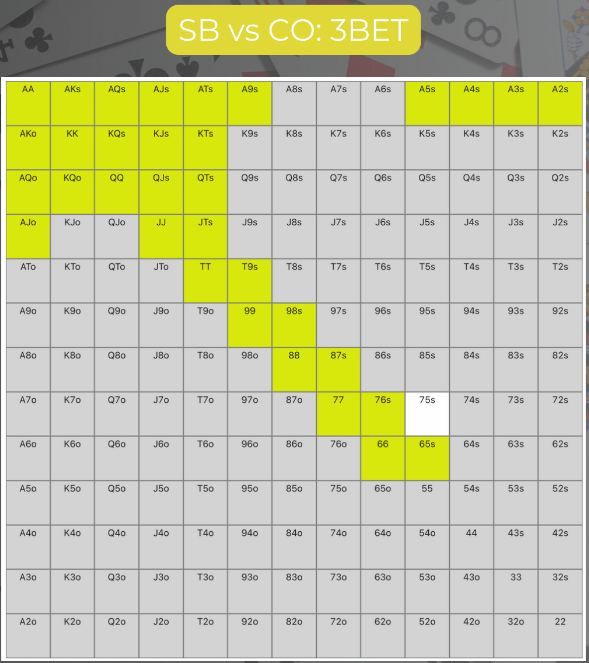 SB vs CO: 3BET
AA AKs AQs AJs ATs A9s A8s A7s A6s A5s A4s A3s A2s
AKo KK KQs KJs KTs K9s K8s K7s K6s K5s K4s K3s K2s
AQo KQo QQ QJs QTs Q9s Q8s Q7s Q6s Q5s Q4s Q3s Q2s
AJo KJo QJo JJ JTs J9s J8s J7s J6s J5s J4s J3s J2s
ATo KTo QTo JTo TT T9s T8s T7s T6s T5s T4s T3s T2s
A9o K9o Q9o J9o T9o 99 98s 97s 96s 95s 94s 93s 92s
A8o K8o Q8o J8o T8o 98o 88 87s 86s 85s 84s 83s 82s
A7o K7o Q7o J7o T7o 97o 87o 77 76s 75s 74s 73s 72s
A6o K6o Q6o J6o T6o 96o 86o 76o 66 65s 64s 63s 62s
A5o K5o Q5o J5o T5o 95o 85o 75o 65o 55 54s 53s 52s
A4o K4o Q4o J4o T4o 94o 84o 74o 64o 54o 44 43s 42s
A3o K3o Q3o J3o T3o 93o 83o 73o 63o 53o 43o 33 32s
A2o K2o Q2o J2o T2o 92o 82o 72o 62o 52o 42o 32o 22